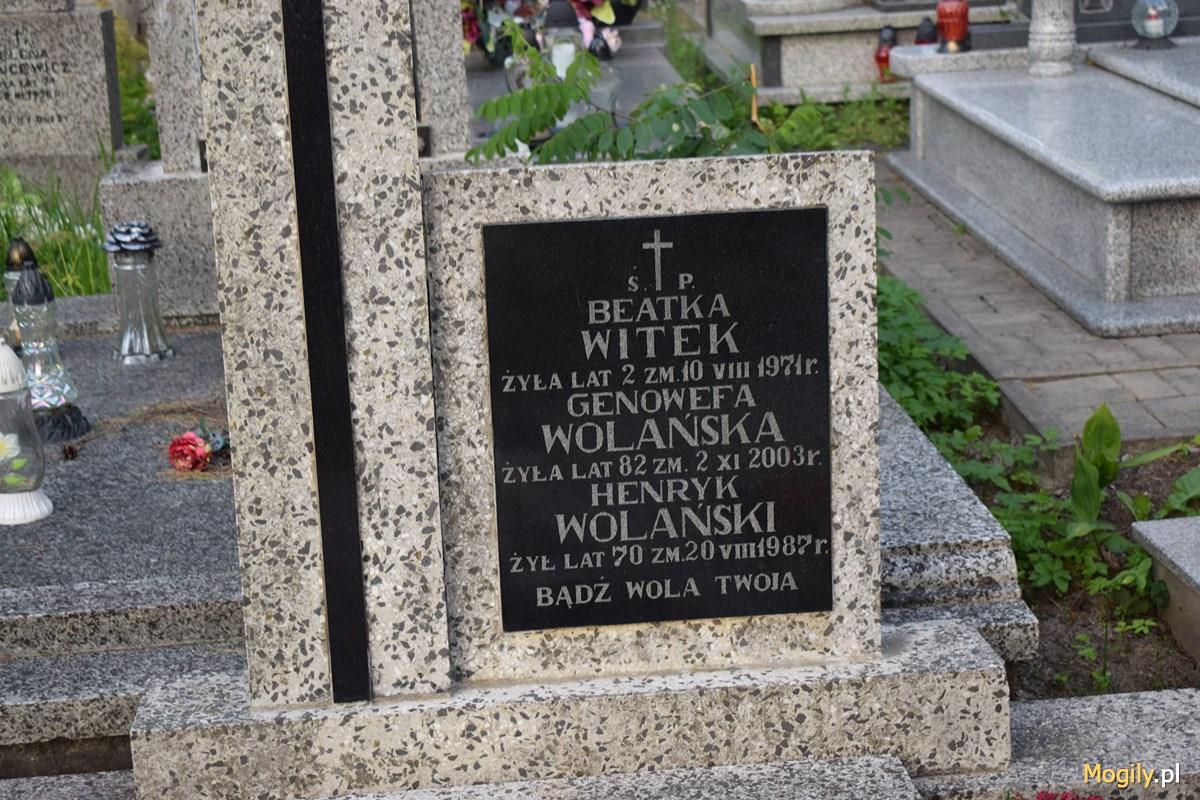 Ś. P.
BEATKA
WITEK
ŻYŁA LAT 2 ZM. 10 VIII 1971 r.
GENOWEFA
WOLAŃSKA
ŻYŁA LAT 82 ZM. 2 XI 2003 r.
HENRYK
WOLAŃSKI
ŻYŁ LAT 70 ZM. 20 VIII 1987 r.
BĄDŹ WOLA TWOJA
Mogily.pl